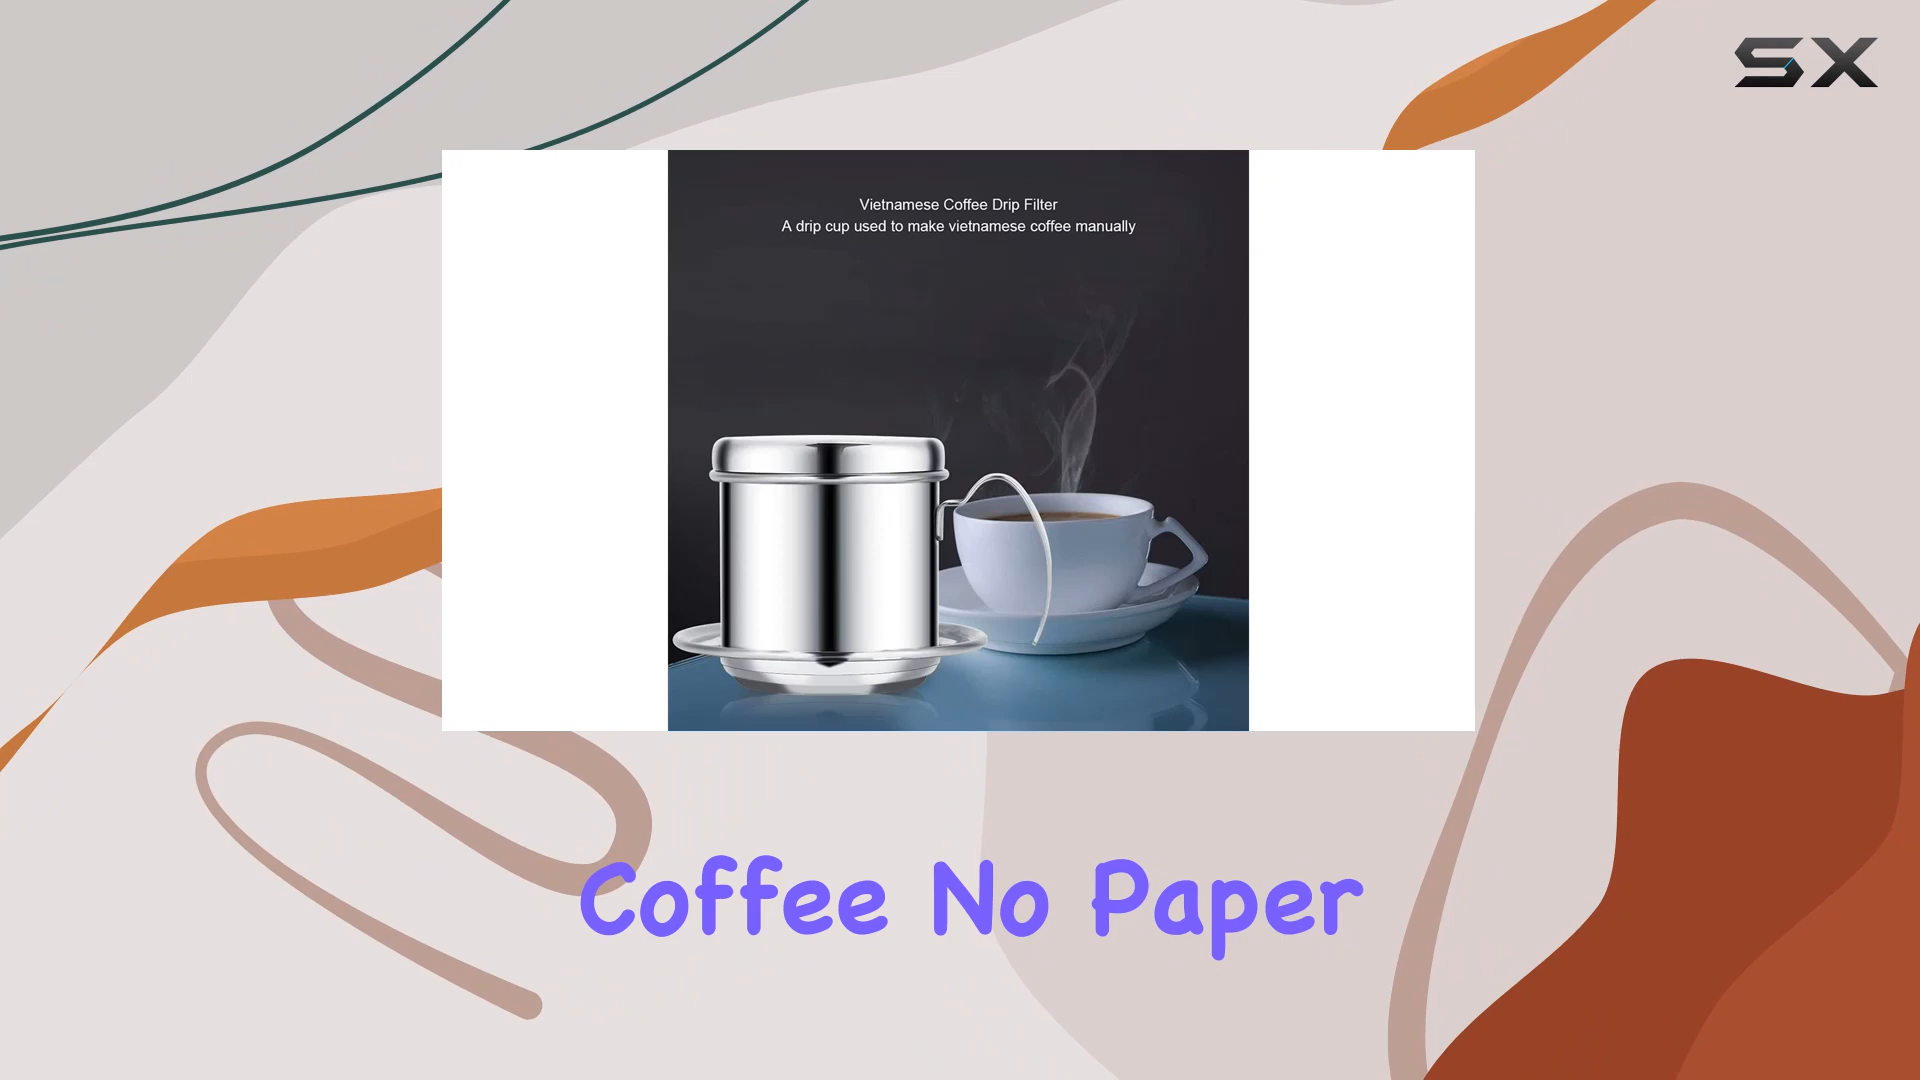 SX
Vietnamese Coffee Drip Filter
A drip cup used to make vietnamese coffee manually
Coffee No Paper